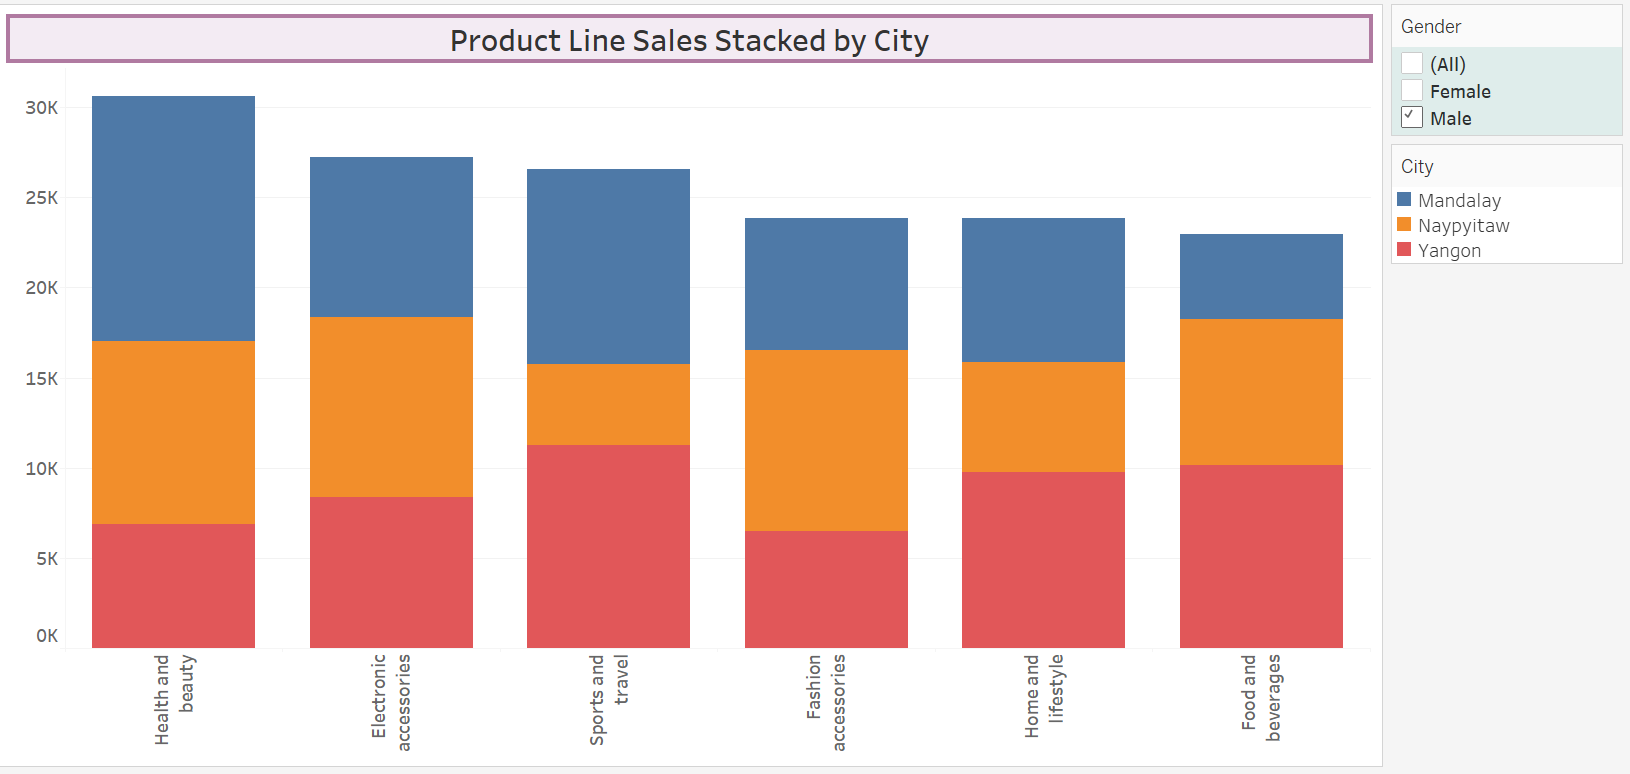 Product Line Sales Stacked by City
30K
25K
20K
15K
10K
5K
0K
Health and
beauty
Electronic
accessories
Sports and
travel
Fashion
accessories
Home and
lifestyle
Food and
beverages
Gender
(All)
Female
Male
City
Mandalay
Naypyitaw
Yangon